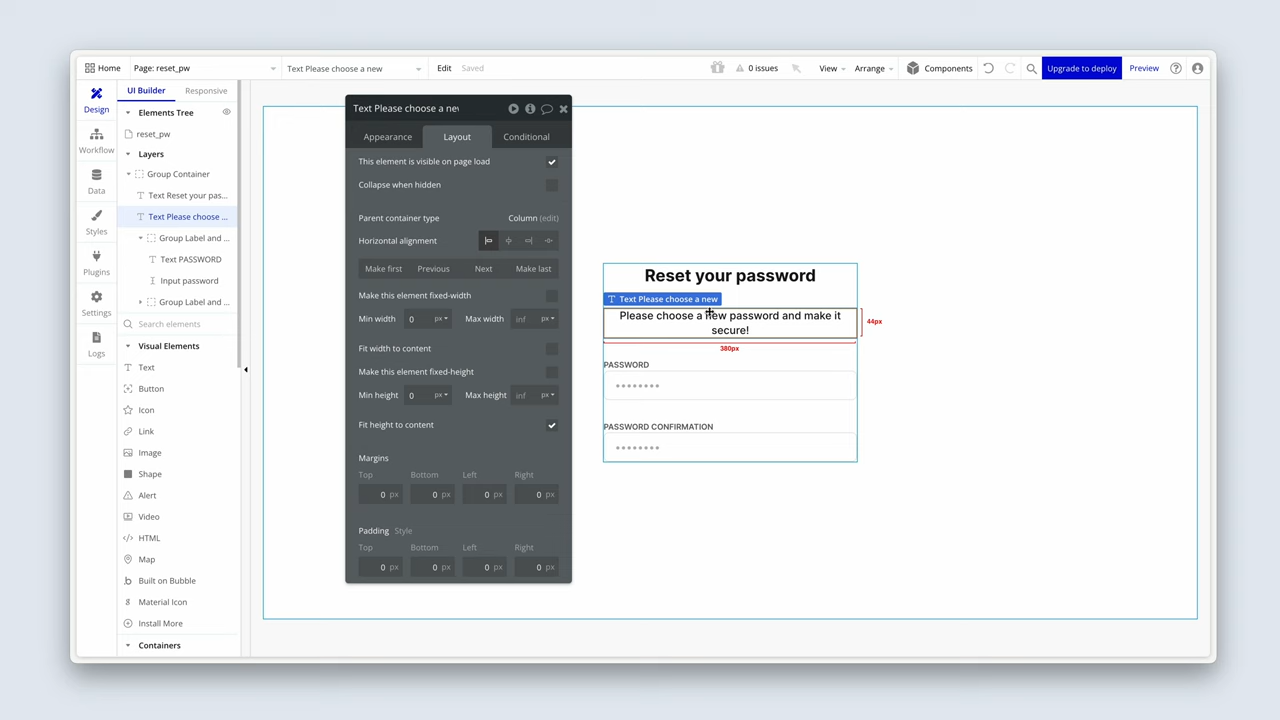 Home
Page: reset_pw
Text Please choose a new
Edit
Saved
0 issues
View
Arrange
Components
Upgrade to deploy
Preview
Design
Workflow
Data
Styles
Plugins
Settings
Logs
UI Builder
Responsive
Elements Tree
reset_pw
Layers
Group Container
Text Reset your pas...
Text Please choose ...
Group Label and ...
Text PASSWORD
Input password
Group Label and ...
Search elements
Visual Elements
Text
Button
Icon
Link
Image
Shape
Alert
Video
HTML
Map
Built on Bubble
Material Icon
Install More
Containers
Text Please choose a new
Appearance
Layout
Conditional
This element is visible on page load
Collapse when hidden
Parent container type
Column (edit)
Horizontal alignment
Make first
Previous
Next
Make last
Make this element fixed-width
Min width 0 px
Max width inf px
Fit width to content
Make this element fixed-height
Min height 0 px
Max height inf px
Fit height to content
Margins
Top Bottom Left Right
0 px 0 px 0 px 0 px
Padding Style
Top Bottom Left Right
0 px 0 px 0 px 0 px
Reset your password
Text Please choose a new
Please choose a new password and make it
secure!
44px
380px
PASSWORD
PASSWORD CONFIRMATION